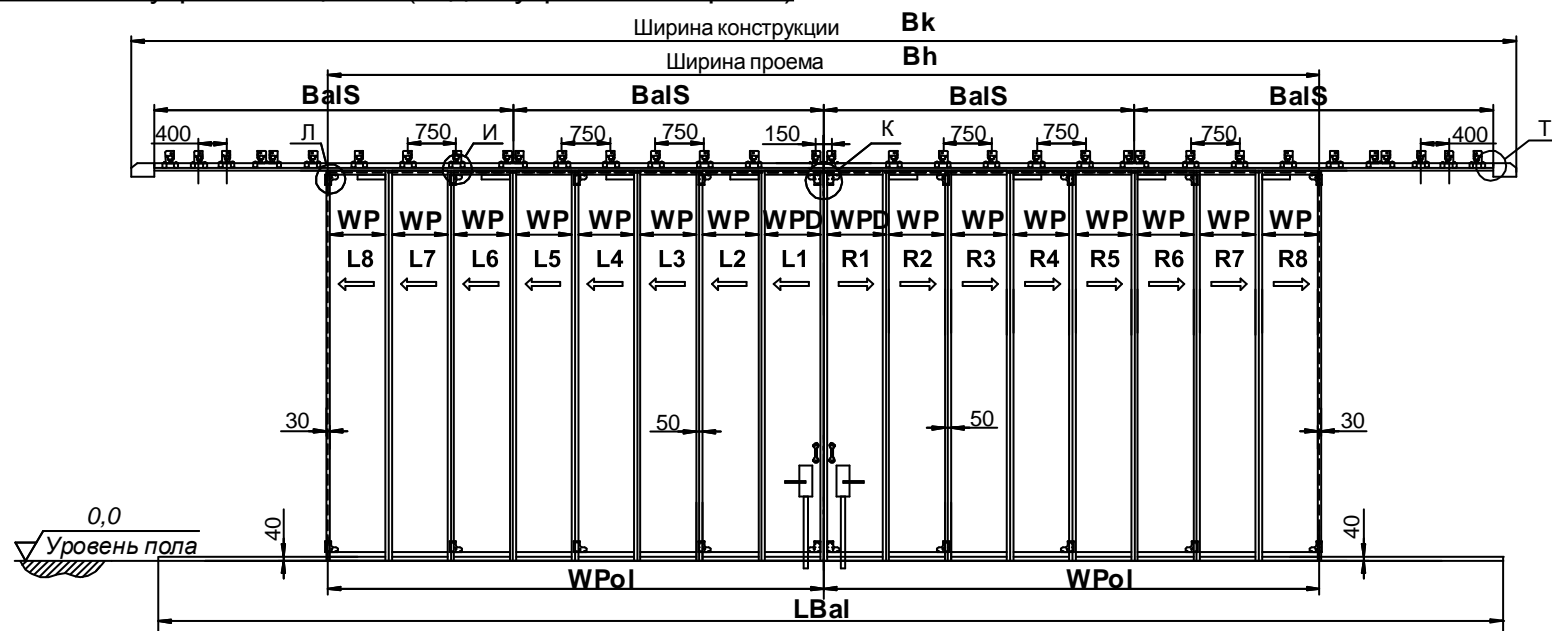 Ширина конструкции Bk
Ширина проема Bh
BalS BalS BalS BalS
400 Л 750 И 750 750 150 К 750 750 750 400 Т
WP WP WP WP WP WP WP WPD WPD WP WP WP WP WP WP WP
L8 L7 L6 L5 L4 L3 L2 L1 R1 R2 R3 R4 R5 R6 R7 R8
30 50 50 30
0,0
Уровень пола
40 40
WPol WPol
LBal